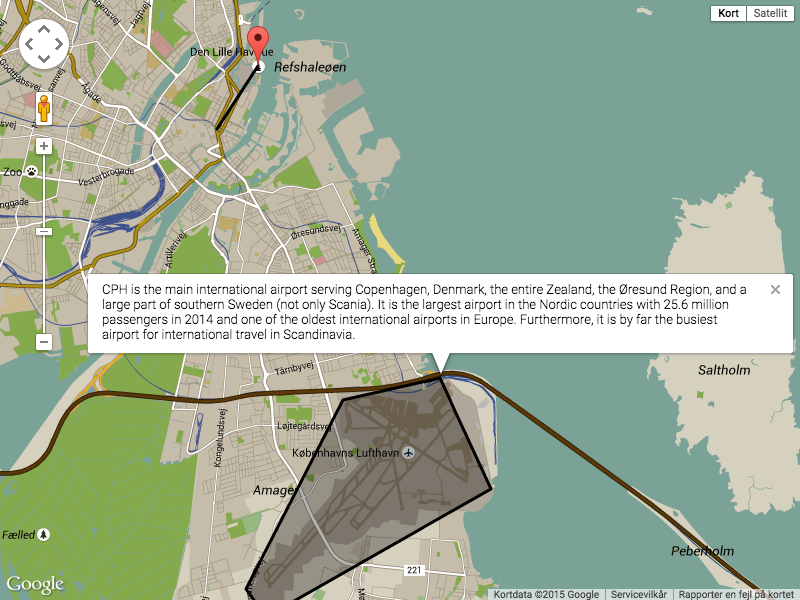 Kort
Satellit
Jagtvej
Den Lille Havfrue
Refshaleøen
Ågade
Zoo
Vesterbrogade
Øresundsvej
CPH is the main international airport serving Copenhagen, Denmark, the entire Zealand, the Øresund Region, and a
large part of southern Sweden (not only Scania). It is the largest airport in the Nordic countries with 25.6 million
passengers in 2014 and one of the oldest international airports in Europe. Furthermore, it is by far the busiest
airport for international travel in Scandinavia.
Tårnbyvej
Saltholm
Kongelundsvej
Løjtegårdsvej
Københavns Lufthavn
Amager
Fælled
Peberholm
221
Google
Kortdata ©2015 Google
Servicevilkår
Rapporter en fejl på kortet